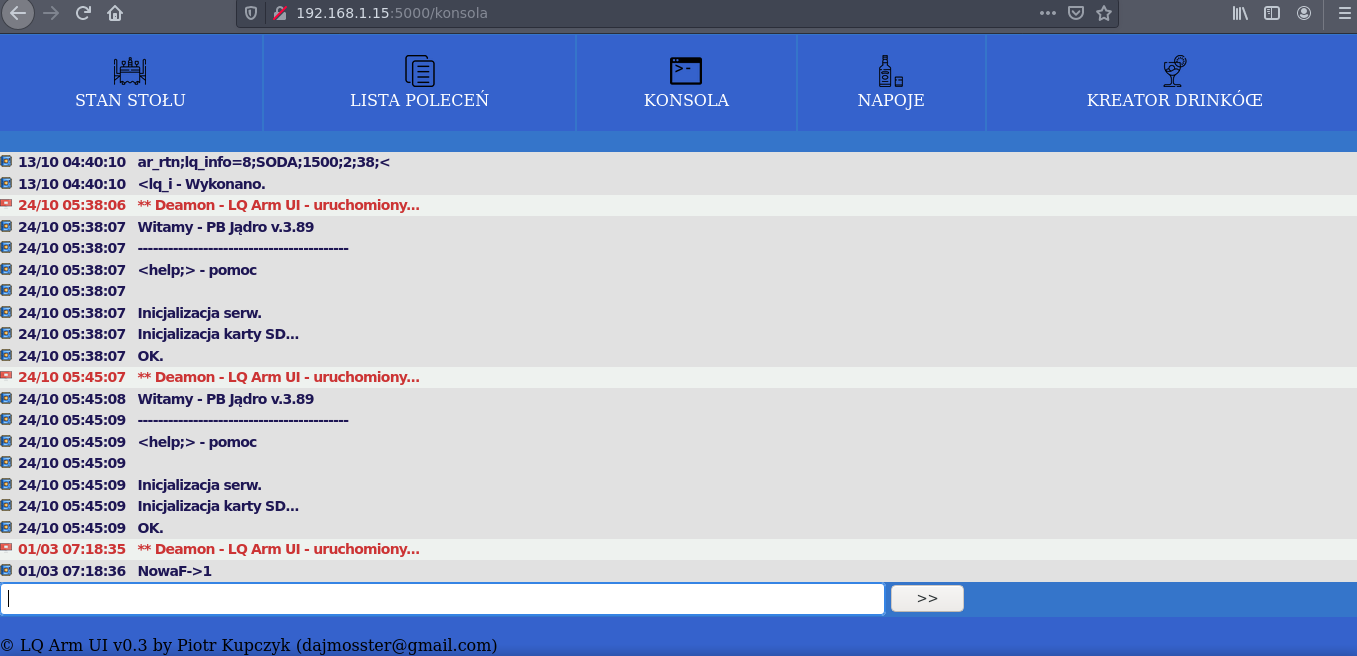 192.168.1.15:5000/konsola
STAN STOŁU LISTA POLECEŃ KONSOLA NAPOJE KREATOR DRINKÓŒ
13/10 04:40:10 ar_rtn;lq_info=8;SODA;1500;2;38;<
13/10 04:40:10 <lq_i - Wykonano.
24/10 05:38:06 ** Deamon - LQ Arm UI - uruchomiony...
24/10 05:38:07 Witamy - PB Jądro v.3.89
24/10 05:38:07 ------------------------------------------
24/10 05:38:07 <help;> - pomoc
24/10 05:38:07
24/10 05:38:07 Inicjalizacja serw.
24/10 05:38:07 Inicjalizacja karty SD...
24/10 05:38:07 OK.
24/10 05:45:07 ** Deamon - LQ Arm UI - uruchomiony...
24/10 05:45:08 Witamy - PB Jądro v.3.89
24/10 05:45:09 ------------------------------------------
24/10 05:45:09 <help;> - pomoc
24/10 05:45:09
24/10 05:45:09 Inicjalizacja serw.
24/10 05:45:09 Inicjalizacja karty SD...
24/10 05:45:09 OK.
01/03 07:18:35 ** Deamon - LQ Arm UI - uruchomiony...
01/03 07:18:36 NowaF->1
>>
© LQ Arm UI v0.3 by Piotr Kupczyk (dajmosster@gmail.com)